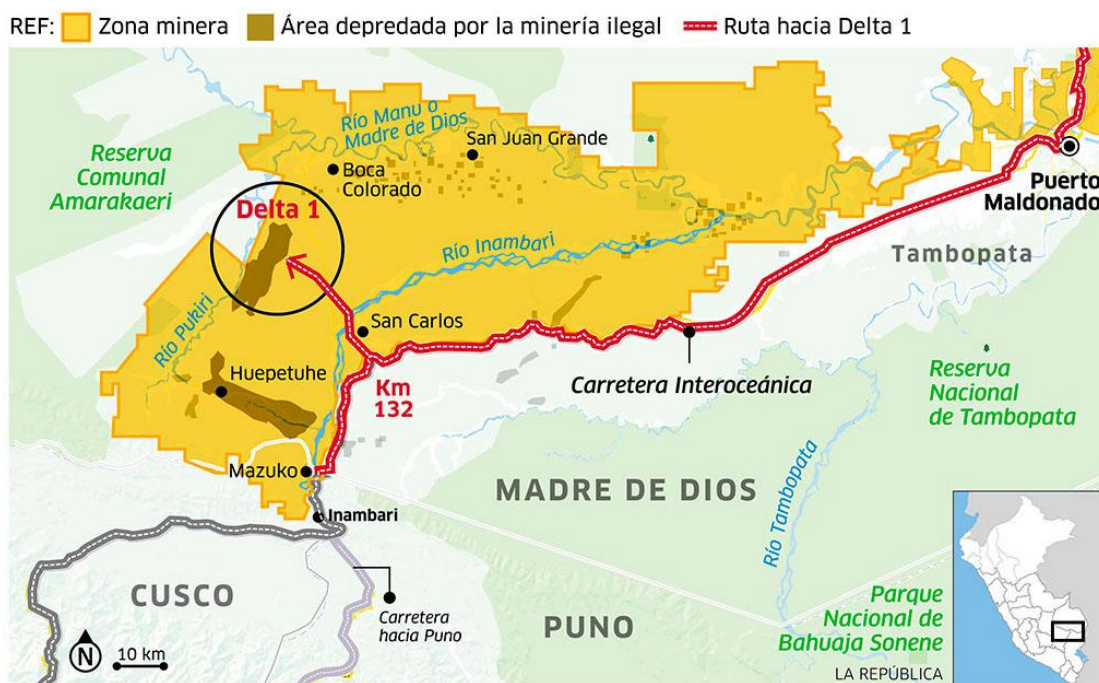 REF: Zona minera Área depredada por la minería ilegal Ruta hacia Delta 1
Río Manu o
Madre de Dios
San Juan Grande
Reserva
Comunal
Amarakaeri
Boca
Colorado
Puerto
Maldonado
Delta 1
Río Inambari
Tambopata
Río Pukiri
San Carlos
Huepetuhe
Km
132
Carretera Interoceánica
Reserva
Nacional
de Tambopata
Mazuko
MADRE DE DIOS
Río Tambopata
Inambari
CUSCO
Carretera
hacia Puno
PUNO
Parque
Nacional de
Bahuaja Sonene
N
10 km
LA REPÚBLICA